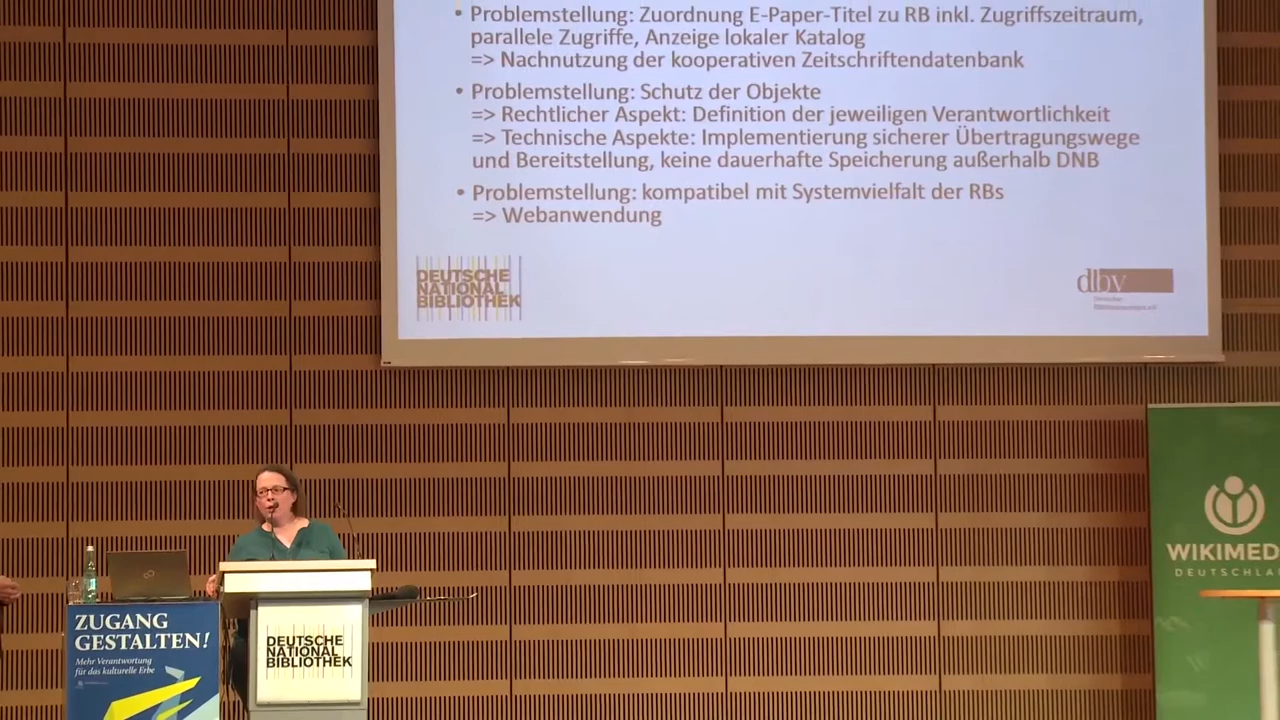 • Problemstellung: Zuordnung E-Paper-Titel zu RB inkl. Zugriffszeitraum,
parallele Zugriffe, Anzeige lokaler Katalog
=> Nachnutzung der kooperativen Zeitschriftendatenbank
• Problemstellung: Schutz der Objekte
=> Rechtlicher Aspekt: Definition der jeweiligen Verantwortlichkeit
=> Technische Aspekte: Implementierung sicherer Übertragungswege
und Bereitstellung, keine dauerhafte Speicherung außerhalb DNB
• Problemstellung: kompatibel mit Systemvielfalt der RBs
=> Webanwendung
DEUTSCHE
NATIONAL
BIBLIOTHEK
dbv
ZUGANG
GESTALTEN!
Mehr Verantwortung
für das kulturelle Erbe
DEUTSCHE
NATIONAL
BIBLIOTHEK
WIKIMED
DEUTSCHLA